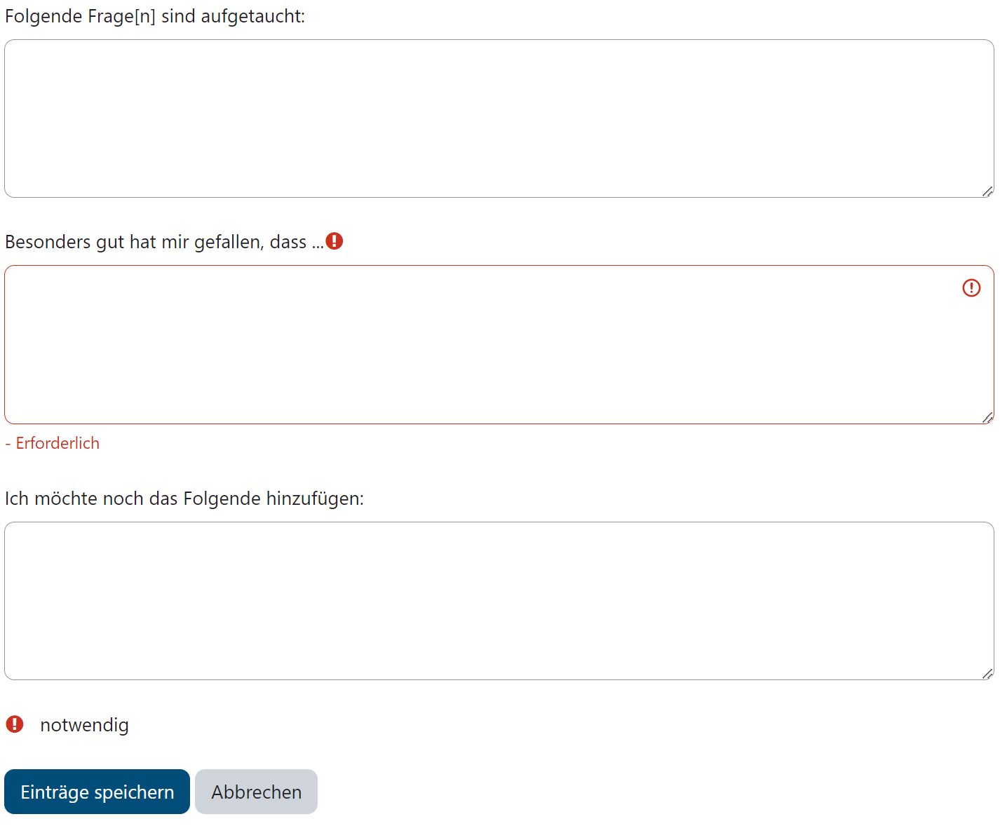 Folgende Frage[n] sind aufgetaucht:
Besonders gut hat mir gefallen, dass ...
- Erforderlich
Ich möchte noch das Folgende hinzufügen:
notwendig
Einträge speichern Abbrechen